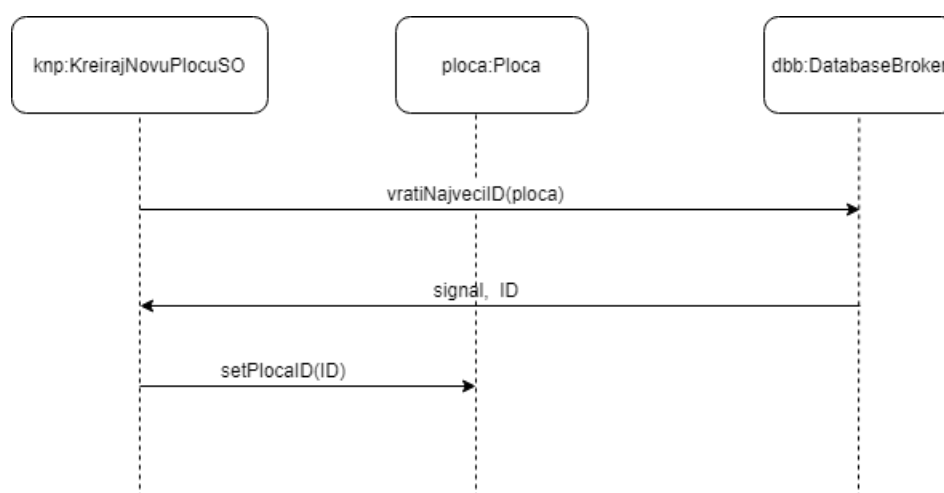 knp:KreirajNovuPlocuSO
ploca:Ploca
dbb:DatabaseBroker
vratiNajveciID(ploca)
signal, ID
setPlocaID(ID)